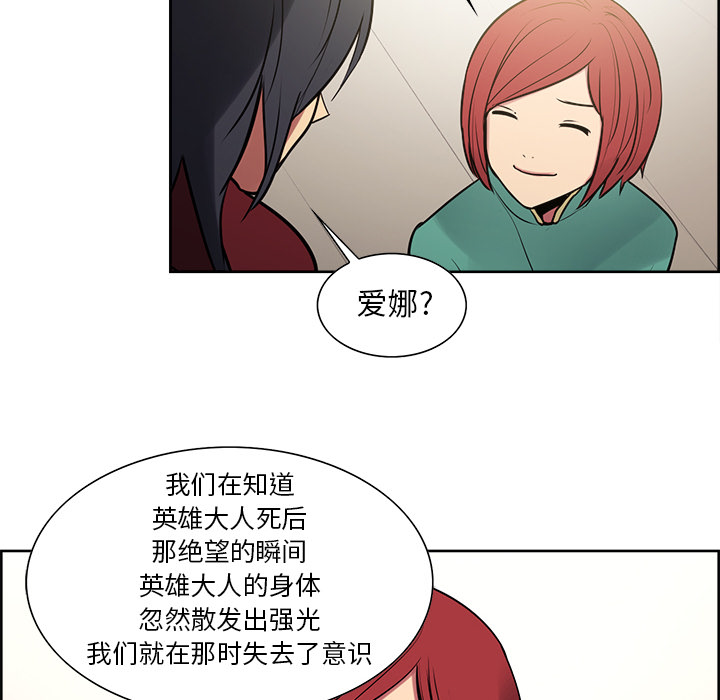 爱娜?
我们在知道
英雄大人死后
那绝望的瞬间
英雄大人的身体
忽然散发出强光
我们就在那时失去了意识